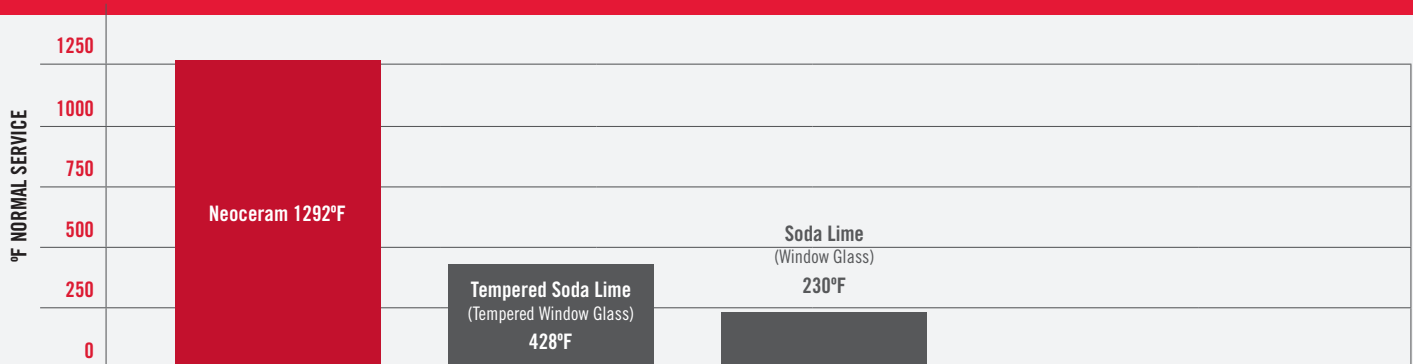 1250
1000
750
500
250
0
ºF NORMAL SERVICE
Neoceram 1292ºF
Tempered Soda Lime
(Tempered Window Glass)
428ºF
Soda Lime
(Window Glass)
230ºF